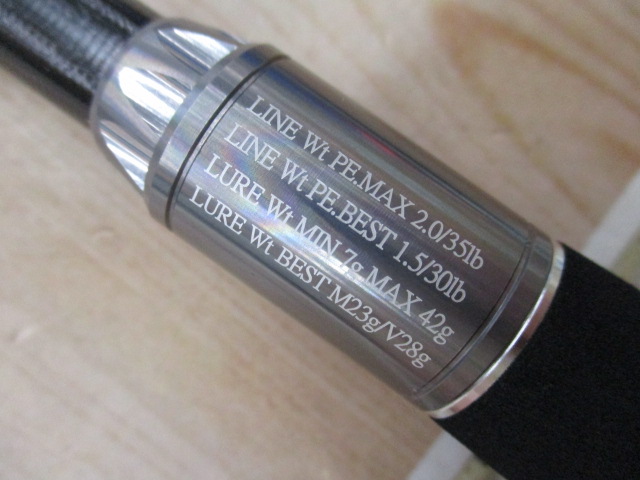 LINE Wt PE.MAX 2.0/35lb
LINE Wt PE.BEST 1.5/30lb
LURE Wt MIN 7g MAX 42g
LURE Wt BEST M23g/V28g